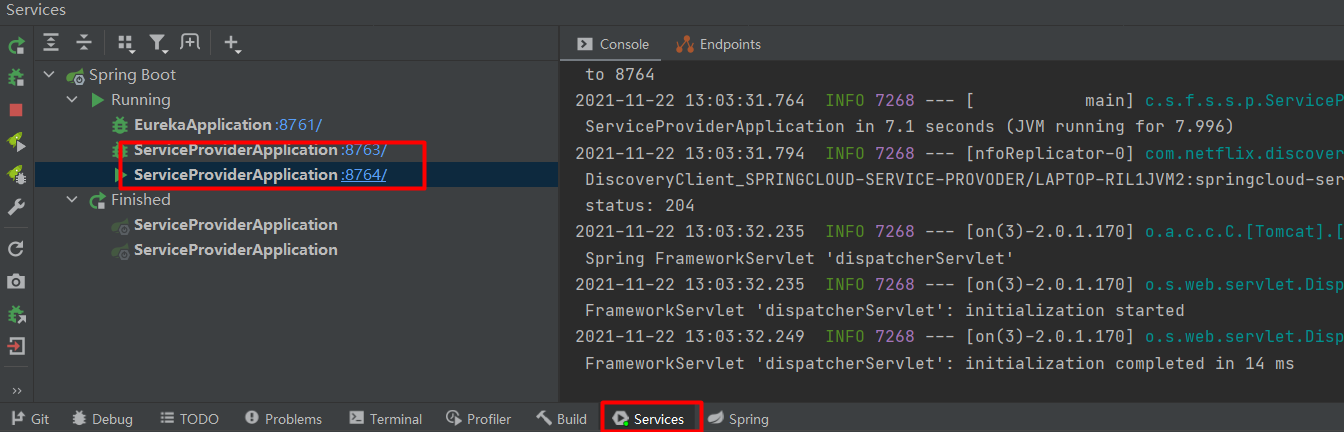 Services
Spring Boot
Running
EurekaApplication :8761/
ServiceProviderApplication :8763/
ServiceProviderApplication :8764/
Finished
ServiceProviderApplication
ServiceProviderApplication
Console Endpoints
to 8764
2021-11-22 13:03:31.764  INFO 7268 --- [           main] c.s.f.s.s.p.ServiceP
ServiceProviderApplication in 7.1 seconds (JVM running for 7.996)
2021-11-22 13:03:31.794  INFO 7268 --- [nfoReplicator-0] com.netflix.discove
DiscoveryClient_SPRINGCLOUD-SERVICE-PROVODER/LAPTOP-RIL1JVM2:springcloud-ser
status: 204
2021-11-22 13:03:32.235  INFO 7268 --- [on(3)-2.0.1.170] o.a.c.c.C.[Tomcat].[
Spring FrameworkServlet 'dispatcherServlet'
2021-11-22 13:03:32.235  INFO 7268 --- [on(3)-2.0.1.170] o.s.web.servlet.Disp
FrameworkServlet 'dispatcherServlet': initialization started
2021-11-22 13:03:32.249  INFO 7268 --- [on(3)-2.0.1.170] o.s.web.servlet.Disp
FrameworkServlet 'dispatcherServlet': initialization completed in 14 ms
Git Debug TODO Problems Terminal Profiler Build Services Spring